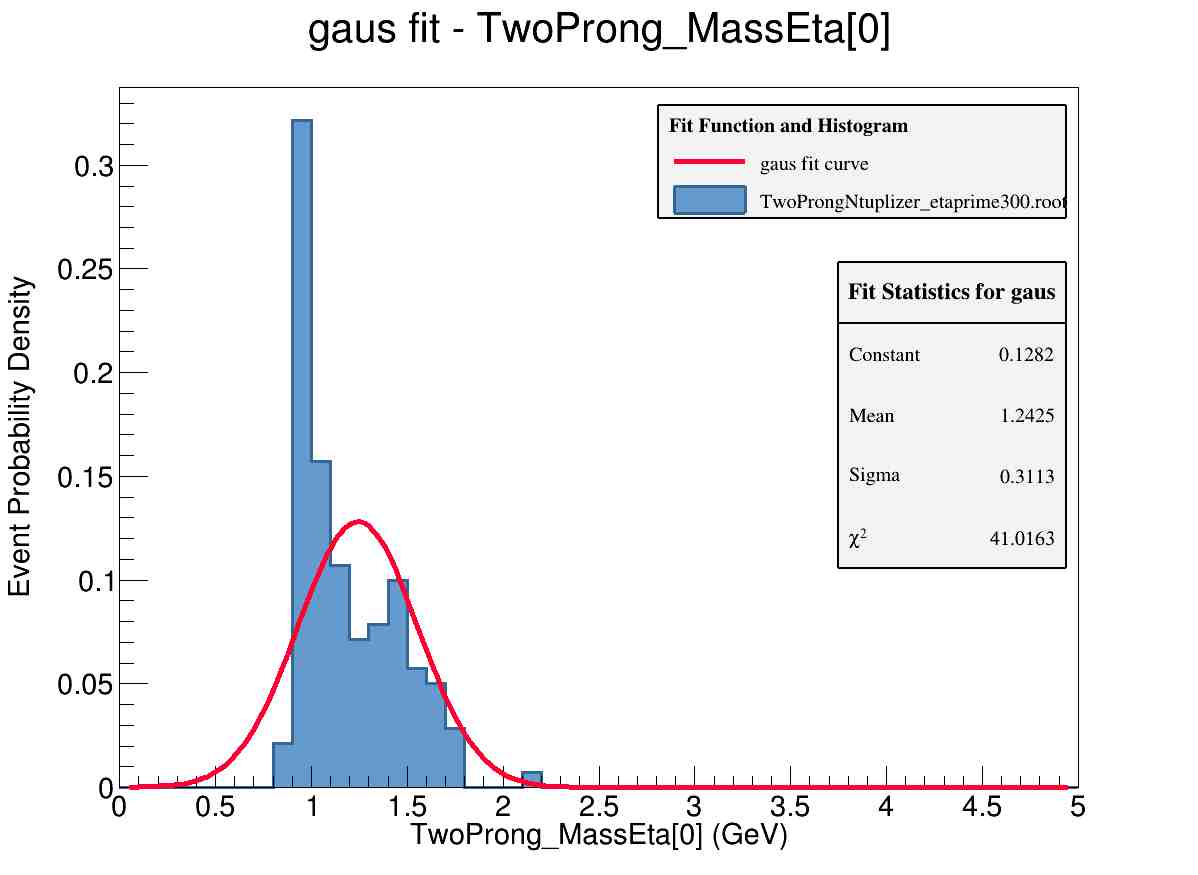 gaus fit - TwoProng_MassEta[0]
Fit Function and Histogram
gaus fit curve
TwoProngNtuplizer_etaprime300.root
Fit Statistics for gaus
Constant 0.1282
Mean 1.2425
Sigma 0.3113
χ² 41.0163
Event Probability Density
0.3
0.25
0.2
0.15
0.1
0.05
0
0 0.5 1 1.5 2 2.5 3 3.5 4 4.5 5
TwoProng_MassEta[0] (GeV)